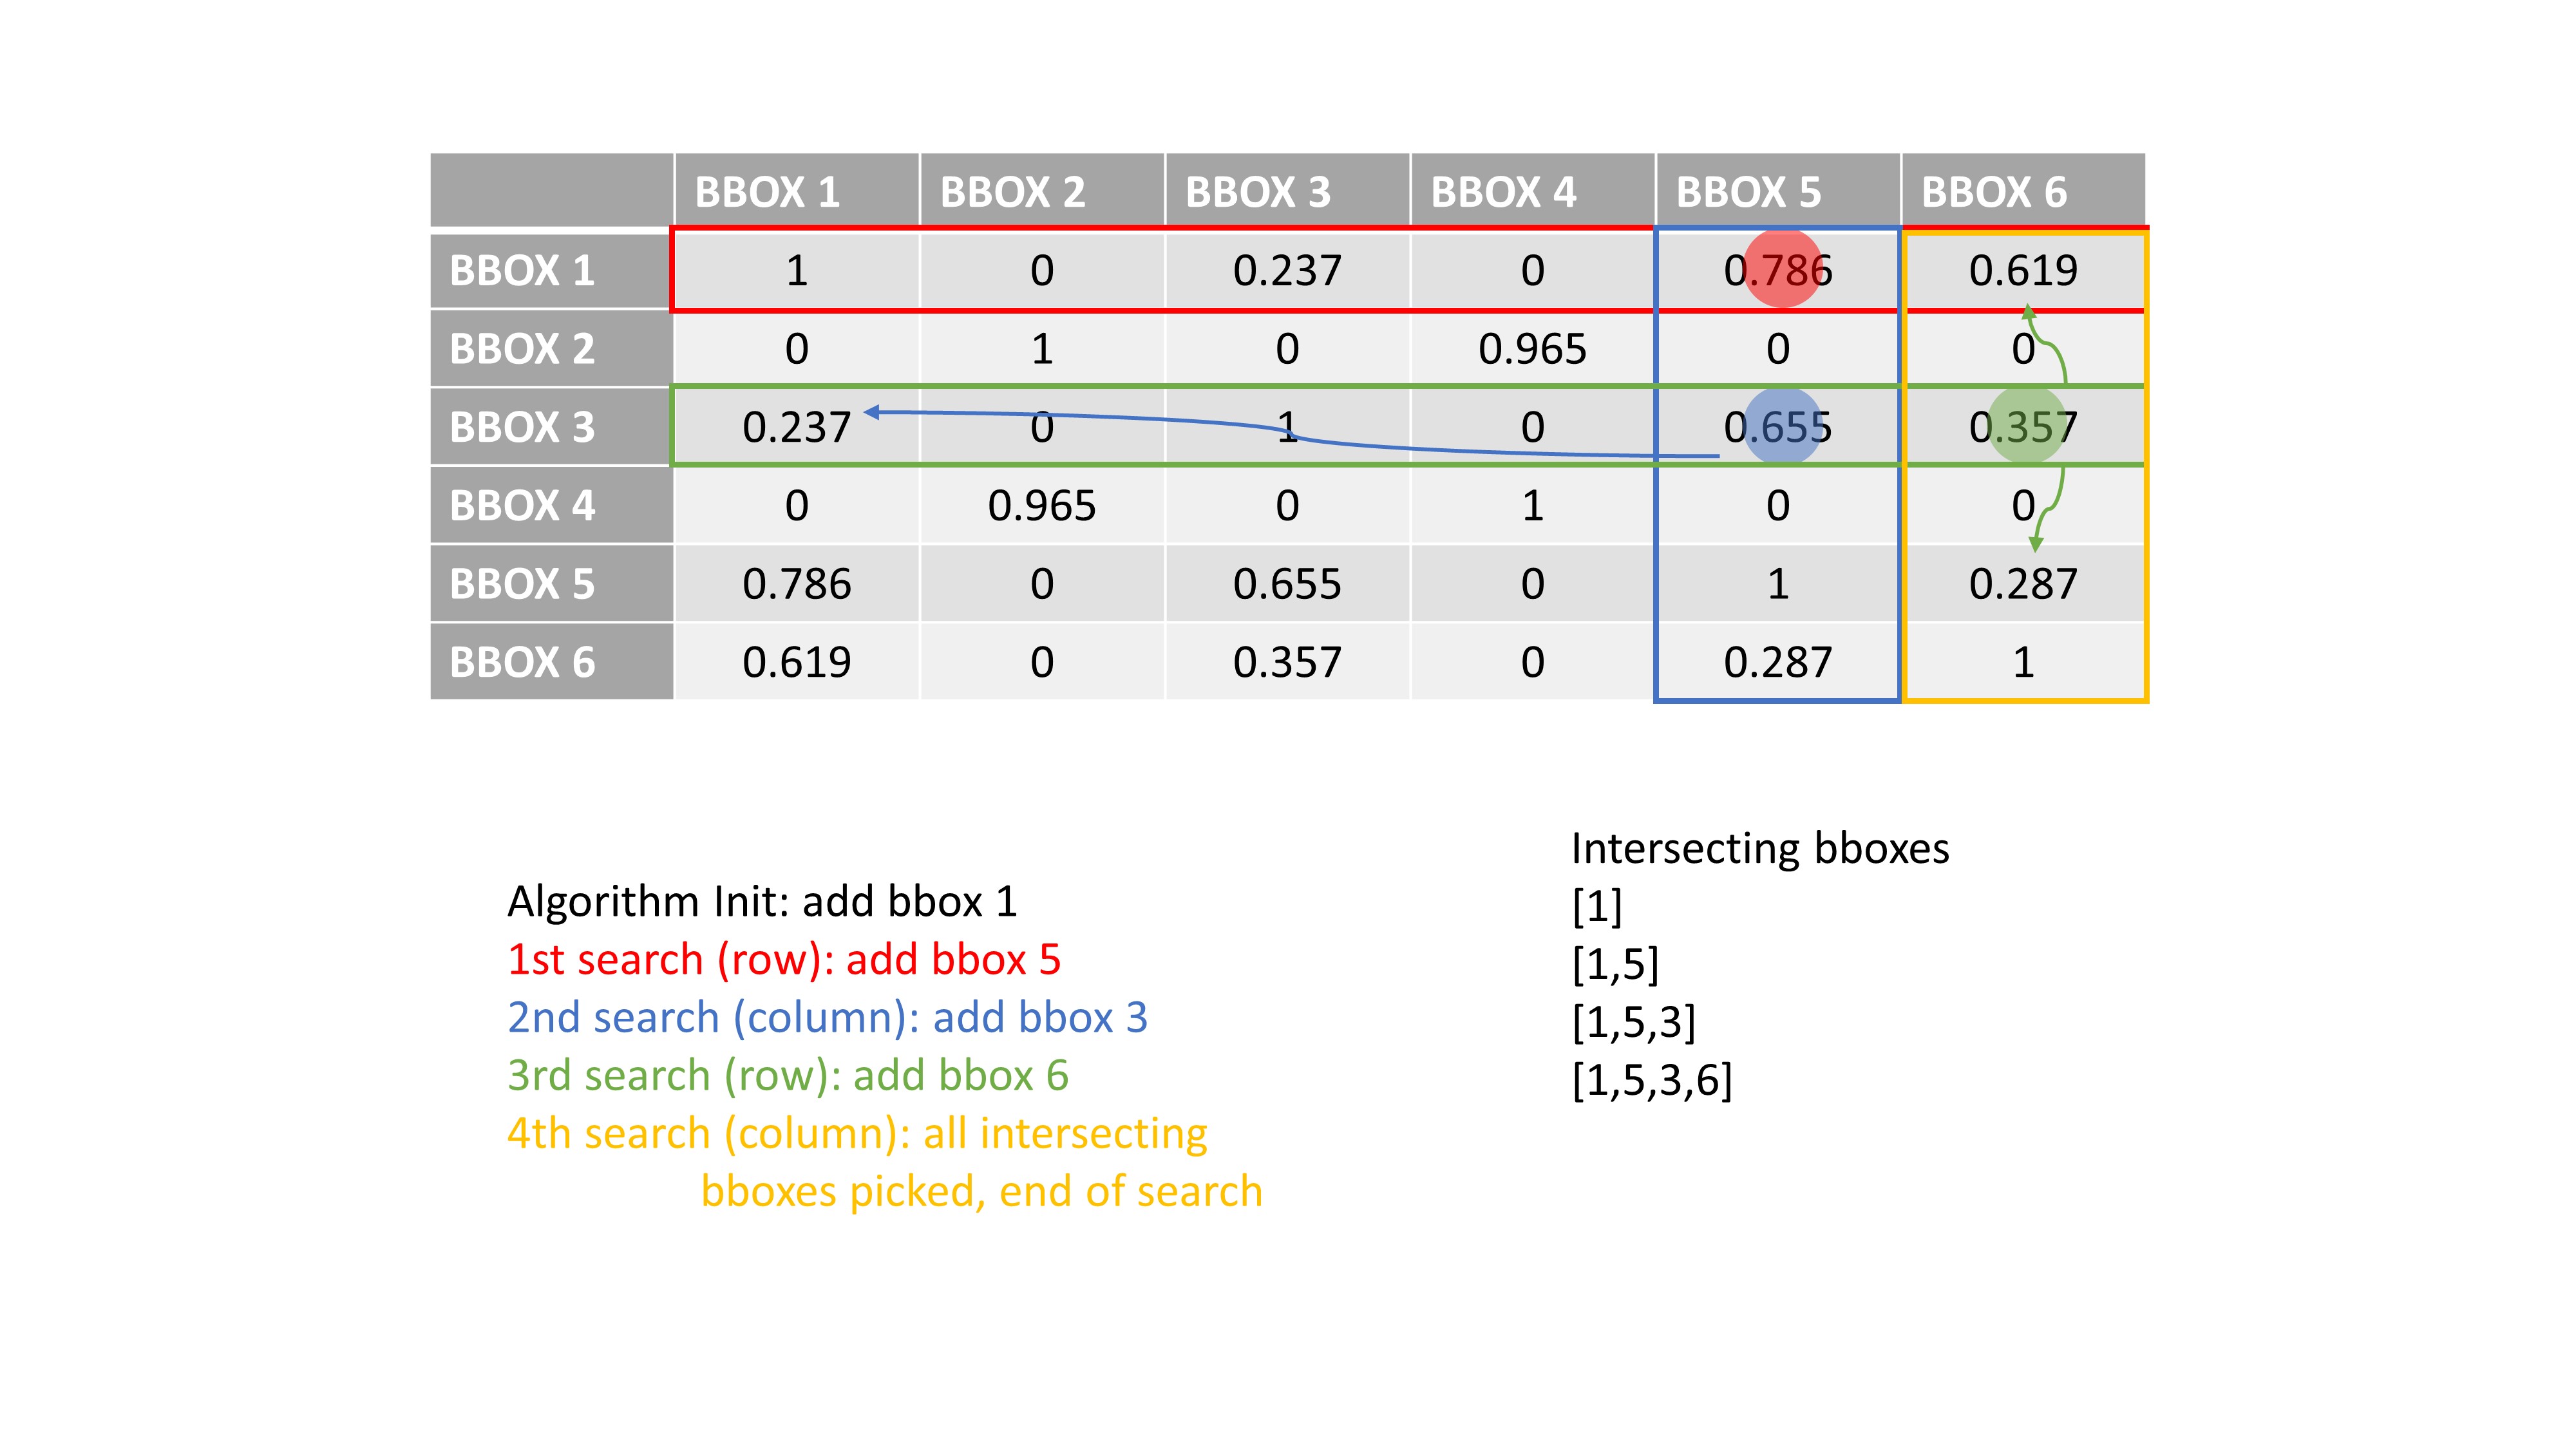 BBOX 1 BBOX 2 BBOX 3 BBOX 4 BBOX 5 BBOX 6
BBOX 1 1 0 0.237 0 0.786 0.619
BBOX 2 0 1 0 0.965 0 0
BBOX 3 0.237 0 1 0 0.655 0.357
BBOX 4 0 0.965 0 1 0 0
BBOX 5 0.786 0 0.655 0 1 0.287
BBOX 6 0.619 0 0.357 0 0.287 1
Algorithm Init: add bbox 1
1st search (row): add bbox 5
2nd search (column): add bbox 3
3rd search (row): add bbox 6
4th search (column): all intersecting
bboxes picked, end of search
Intersecting bboxes
[1]
[1,5]
[1,5,3]
[1,5,3,6]